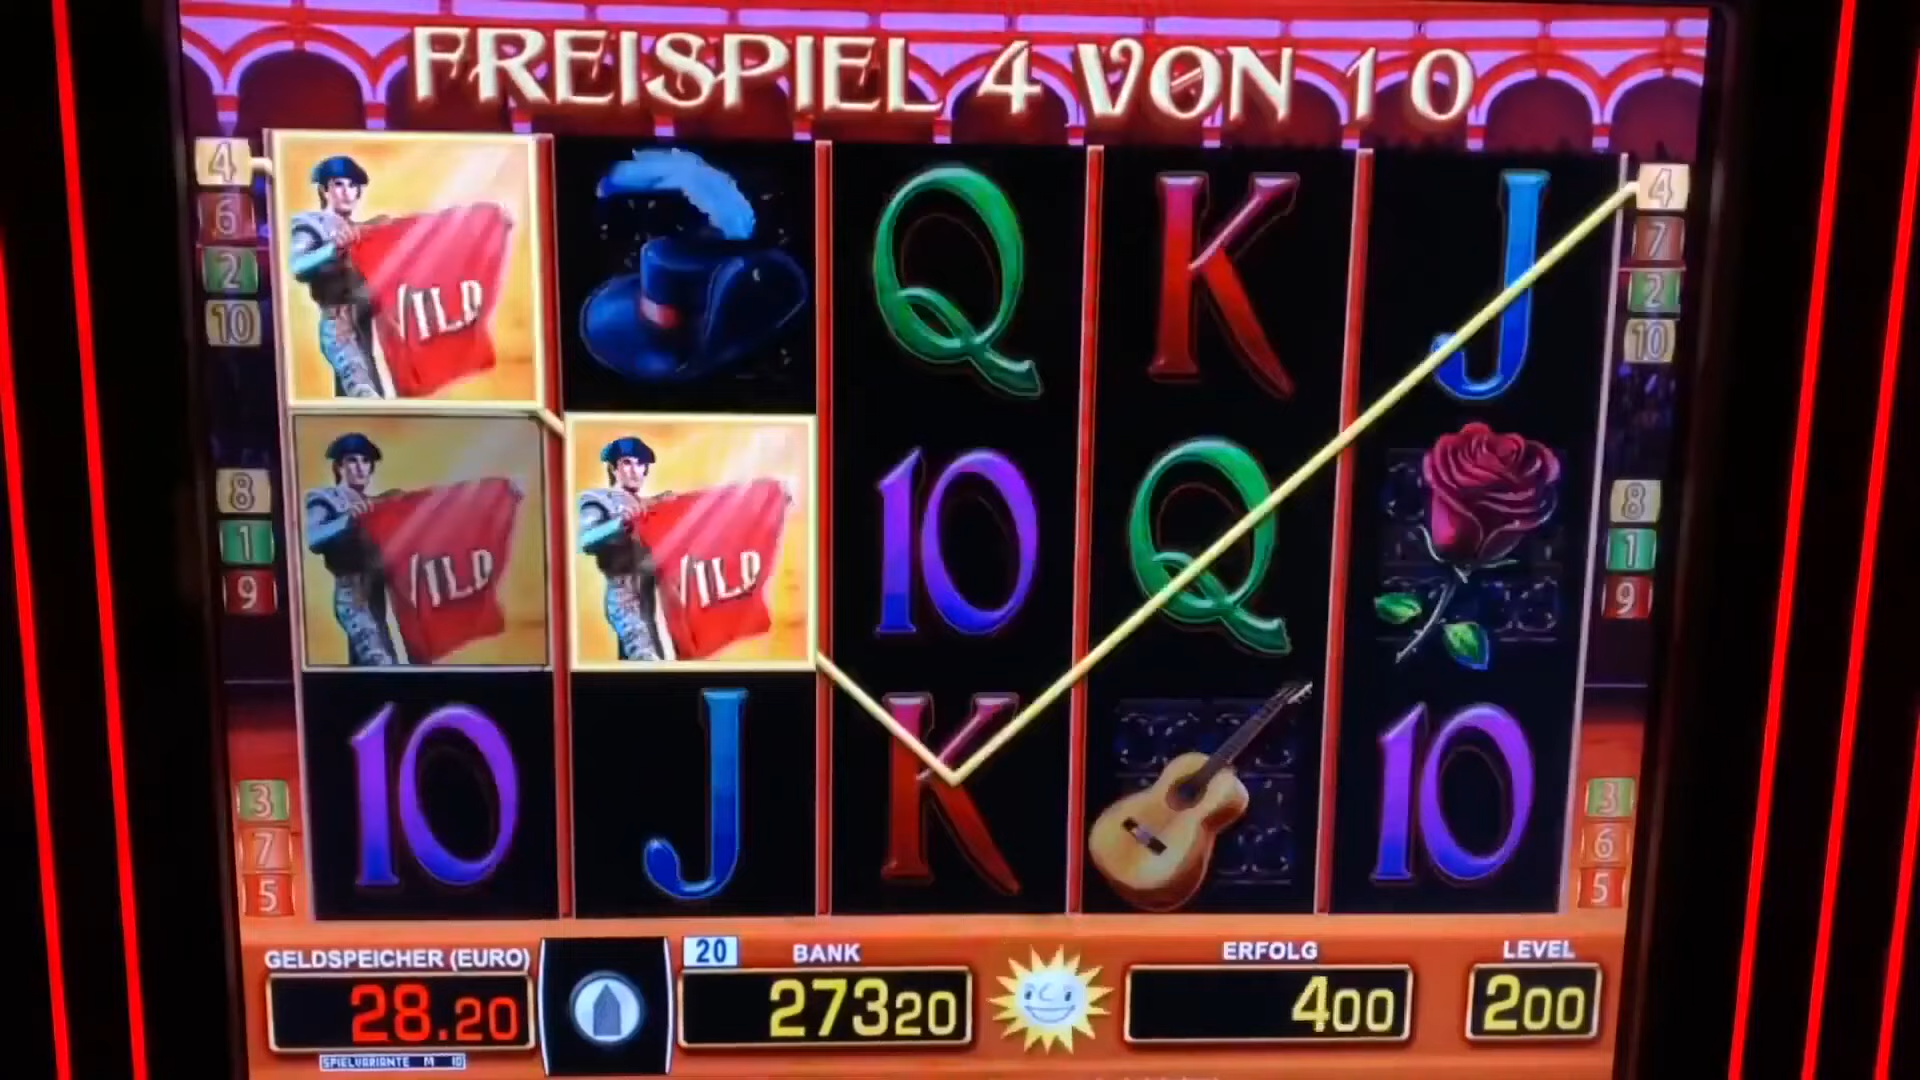 FREISPIEL 4 VON 10
4
6
2
10
8
1
9
3
7
5
WILD Q K J
WILD WILD 10 Q
10 J K 10
4
7
2
10
8
1
9
3
6
5
GELDSPEICHER (EURO) 20 BANK ERFOLG LEVEL
28.20 27320 400 200
SPIELVARIANTE M 10